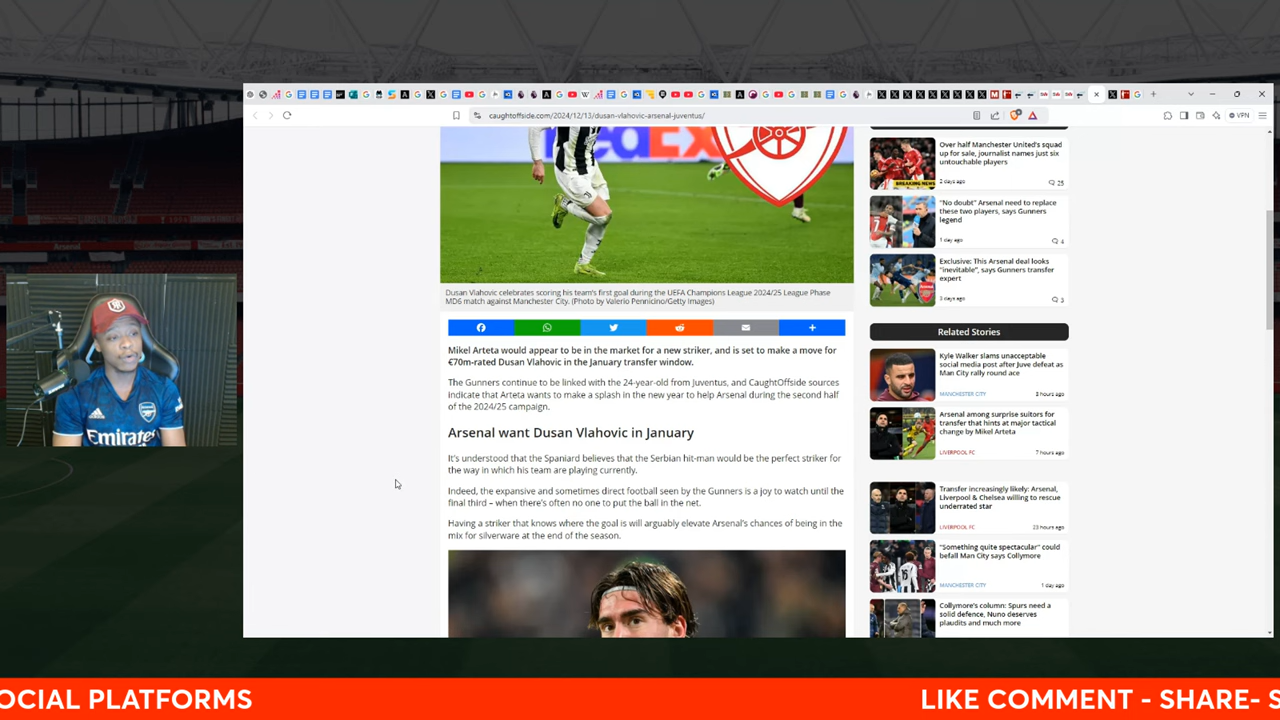 caughtoffside.com/2024/12/13/dusan-vlahovic-arsenal-juventus/
VPN
FedEx
Dusan Vlahovic celebrates scoring his team's first goal during the UEFA Champions League 2024/25 League Phase
MD6 match against Manchester City. (Photo by Valerio Pennicino/Getty Images)
Mikel Arteta would appear to be in the market for a new striker, and is set to make a move for
€70m-rated Dusan Vlahovic in the January transfer window.
The Gunners continue to be linked with the 24-year-old from Juventus, and CaughtOffside sources
indicate that Arteta wants to make a splash in the new year to help Arsenal during the second half
of the 2024/25 campaign.
Arsenal want Dusan Vlahovic in January
It's understood that the Spaniard believes that the Serbian hit-man would be the perfect striker for
the way in which his team are playing currently.
Indeed, the expansive and sometimes direct football seen by the Gunners is a joy to watch until the
final third – when there's often no one to put the ball in the net.
Having a striker that knows where the goal is will arguably elevate Arsenal's chances of being in the
mix for silverware at the end of the season.
Over half Manchester United's squad
up for sale, journalist names just six
untouchable players
BREAKING NEWS
2 days ago
25
"No doubt" Arsenal need to replace
these two players, says Gunners
legend
1 day ago
4
Exclusive: This Arsenal deal looks
"inevitable", says Gunners transfer
expert
3 days ago
3
Related Stories
Kyle Walker slams unacceptable
social media post after Juve defeat as
Man City rally round ace
MANCHESTER CITY
8 hours ago
Arsenal among surprise suitors for
transfer that hints at major tactical
change by Mikel Arteta
LIVERPOOL FC
7 hours ago
Transfer increasingly likely: Arsenal,
Liverpool & Chelsea willing to rescue
underrated star
LIVERPOOL FC
23 hours ago
"Something quite spectacular" could
befall Man City says Collymore
MANCHESTER CITY
1 day ago
Collymore's column: Spurs need a
solid defence, Nuno deserves
plaudits and much more
Emirates
OCIAL PLATFORMS
LIKE COMMENT - SHARE- S